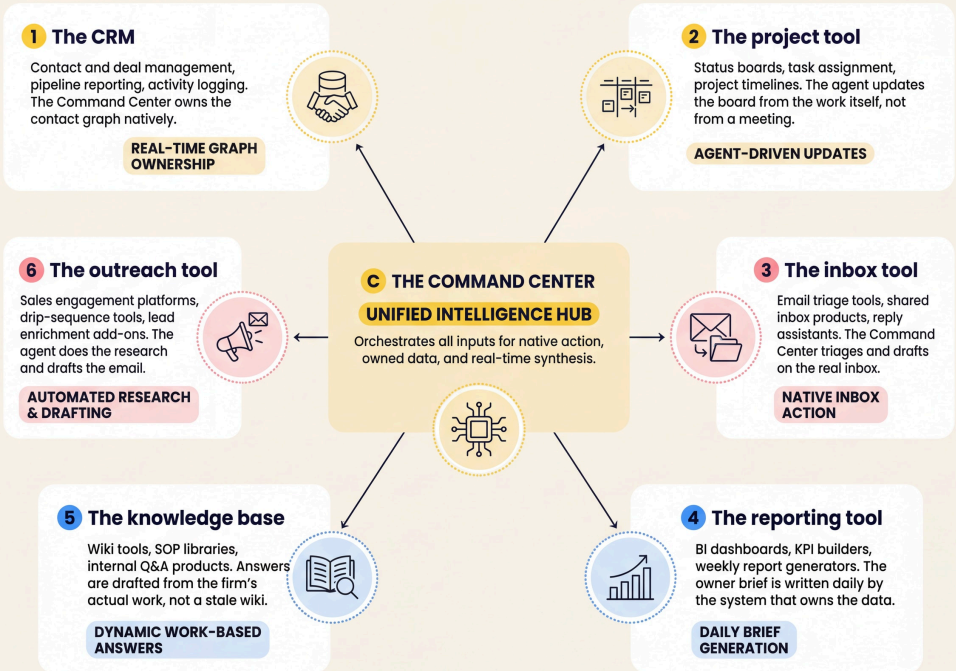 1 The CRM
Contact and deal management,
pipeline reporting, activity logging.
The Command Center owns the
contact graph natively.
REAL-TIME GRAPH
OWNERSHIP
2 The project tool
Status boards, task assignment,
project timelines. The agent updates
the board from the work itself, not
from a meeting.
AGENT-DRIVEN UPDATES
6 The outreach tool
Sales engagement platforms,
drip-sequence tools, lead
enrichment add-ons. The
agent does the research
and drafts the email.
AUTOMATED RESEARCH
& DRAFTING
C THE COMMAND CENTER
UNIFIED INTELLIGENCE HUB
Orchestrates all inputs for native action,
owned data, and real-time synthesis.
3 The inbox tool
Email triage tools, shared
inbox products, reply
assistants. The Command
Center triages and drafts
on the real inbox.
NATIVE INBOX
ACTION
5 The knowledge base
Wiki tools, SOP libraries,
internal Q&A products. Answers
are drafted from the firm's
actual work, not a stale wiki.
DYNAMIC WORK-BASED
ANSWERS
4 The reporting tool
BI dashboards, KPI builders,
weekly report generators. The
owner brief is written daily by
the system that owns the data.
DAILY BRIEF
GENERATION